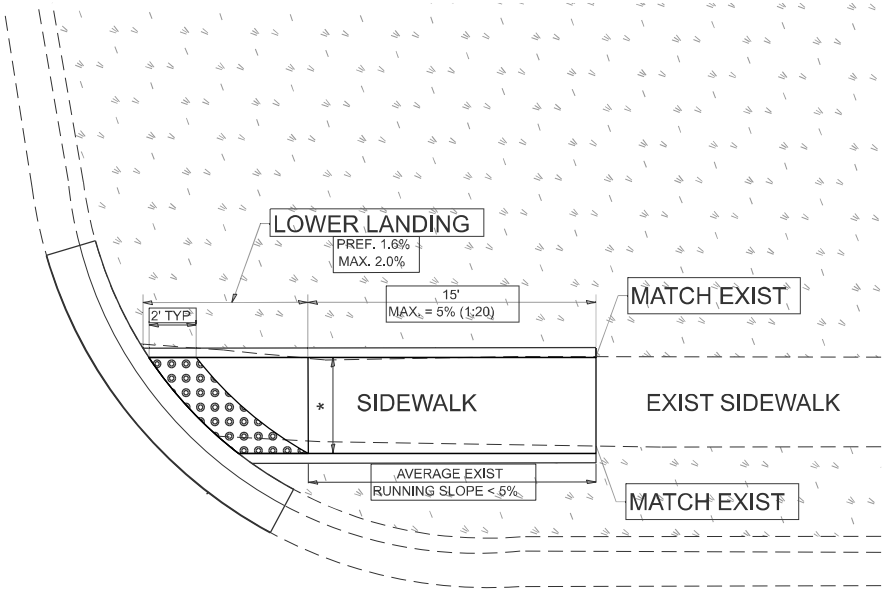 LOWER LANDING
PREF. 1.6%
MAX. 2.0%
15'
MAX. = 5% (1:20)
MATCH EXIST
2' TYP
*
SIDEWALK
EXIST SIDEWALK
AVERAGE EXIST
RUNNING SLOPE < 5%
MATCH EXIST